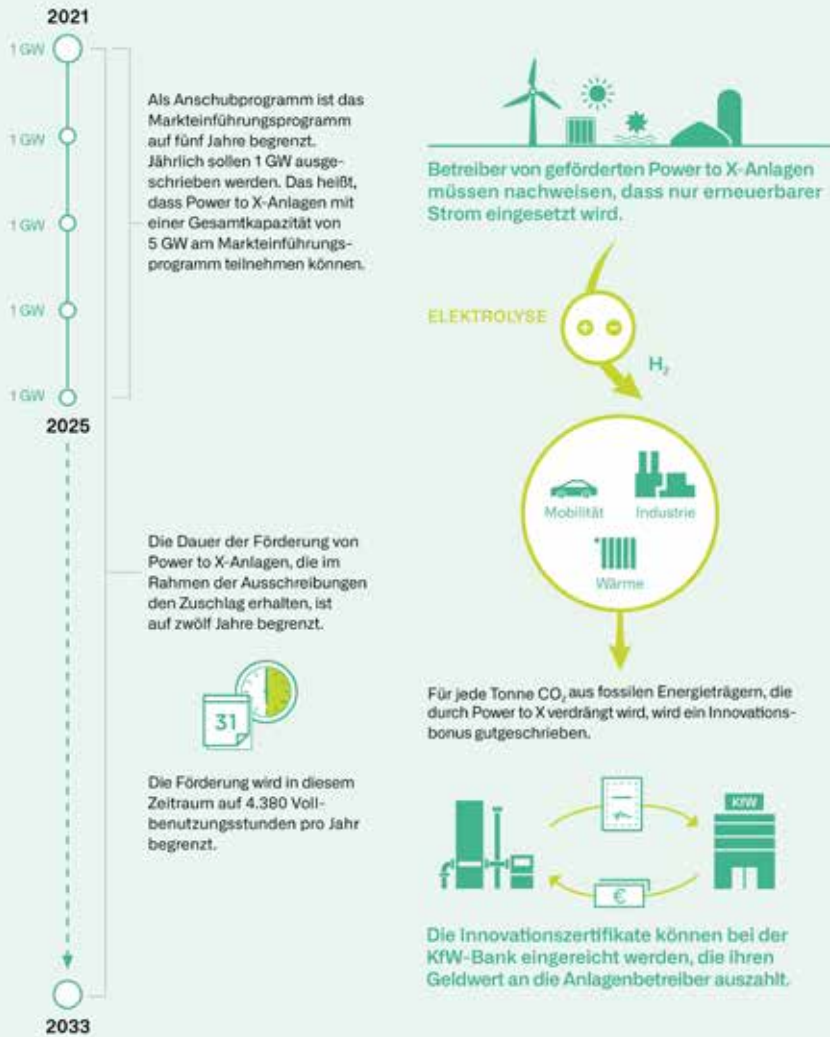 2021
1 GW
1 GW
1 GW
1 GW
1 GW
2025
Als Anschubprogramm ist das
Markteinführungsprogramm
auf fünf Jahre begrenzt.
Jährlich sollen 1 GW ausge-
schrieben werden. Das heißt,
dass Power to X-Anlagen mit
einer Gesamtkapazität von
5 GW am Markteinführungs-
programm teilnehmen können.
Die Dauer der Förderung von
Power to X-Anlagen, die im
Rahmen der Ausschreibungen
den Zuschlag erhalten, ist
auf zwölf Jahre begrenzt.
31
Die Förderung wird in diesem
Zeitraum auf 4.380 Voll-
benutzungsstunden pro Jahr
begrenzt.
2033
Betreiber von geförderten Power to X-Anlagen
müssen nachweisen, dass nur erneuerbarer
Strom eingesetzt wird.
ELEKTROLYSE
+ −
H₂
Mobilität
Industrie
Wärme
Für jede Tonne CO₂ aus fossilen Energieträgern, die
durch Power to X verdrängt wird, wird ein Innovations-
bonus gutgeschrieben.
KfW
€
Die Innovationszertifikate können bei der
KfW-Bank eingereicht werden, die ihren
Geldwert an die Anlagenbetreiber auszahlt.